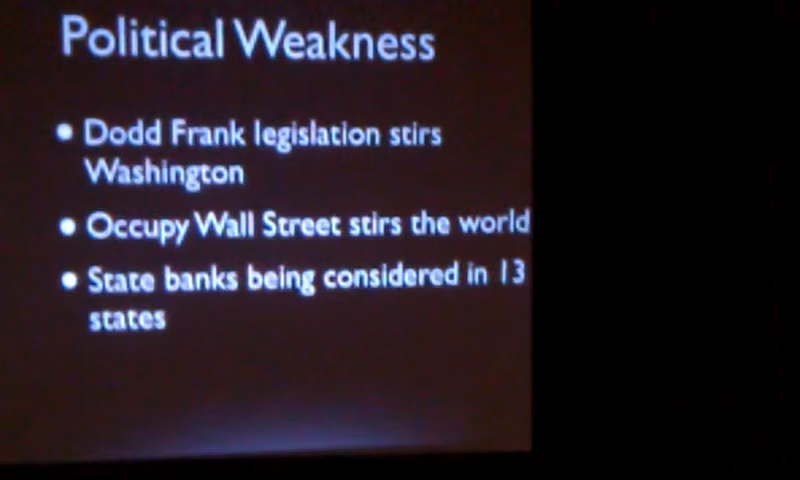 Political Weakness
• Dodd Frank legislation stirs
Washington
• Occupy Wall Street stirs the world
• State banks being considered in 13
states